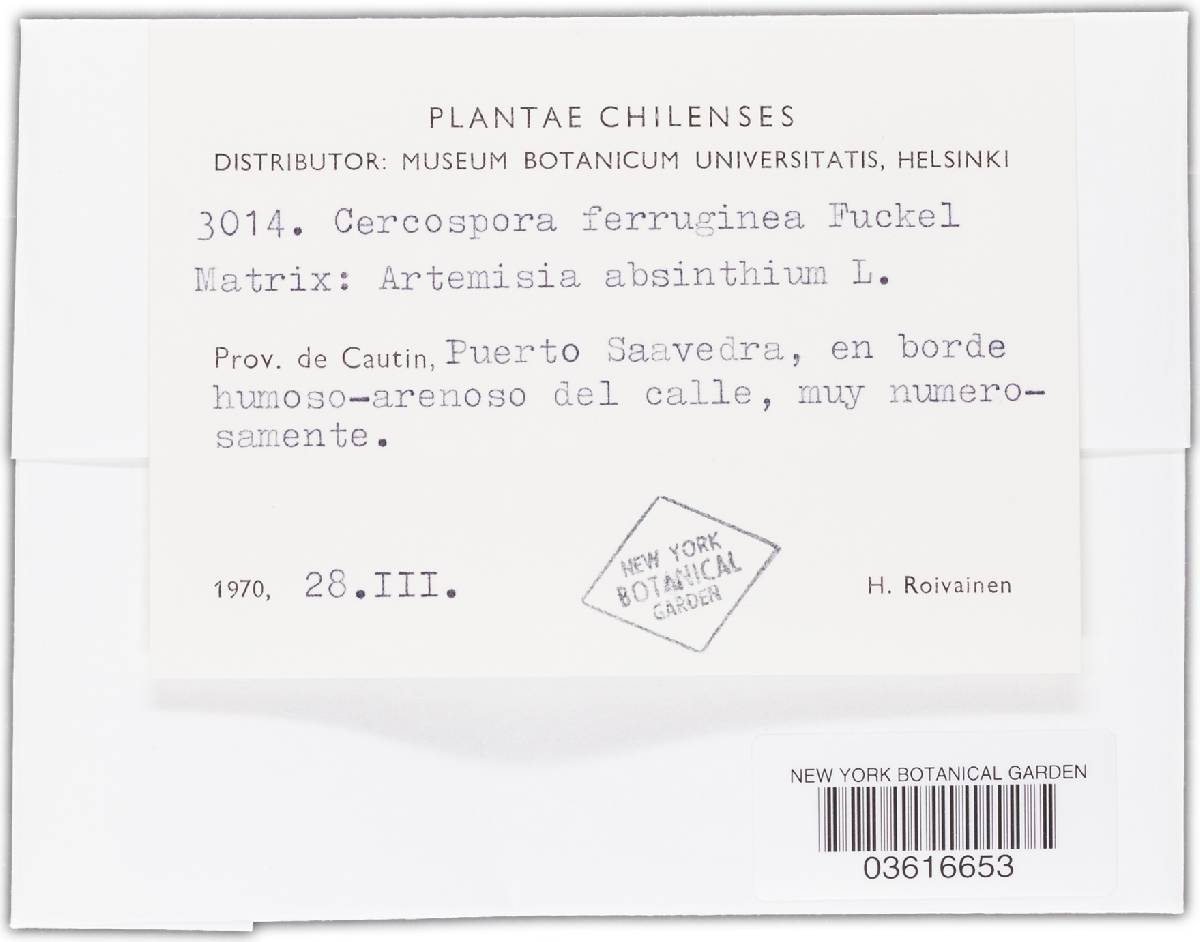 PLANTAE CHILENSES
DISTRIBUTOR: MUSEUM BOTANICUM UNIVERSITATIS, HELSINKI
3014. Cercospora ferruginea Fuckel
Matrix: Artemisia absinthium L.
Prov. de Cautin, Puerto Saavedra, en borde
humoso-arenoso del calle, muy numero-
samente.
1970, 28.III.
NEW YORK
BOTANICAL
GARDEN
H. Roivainen
NEW YORK BOTANICAL GARDEN
03616653